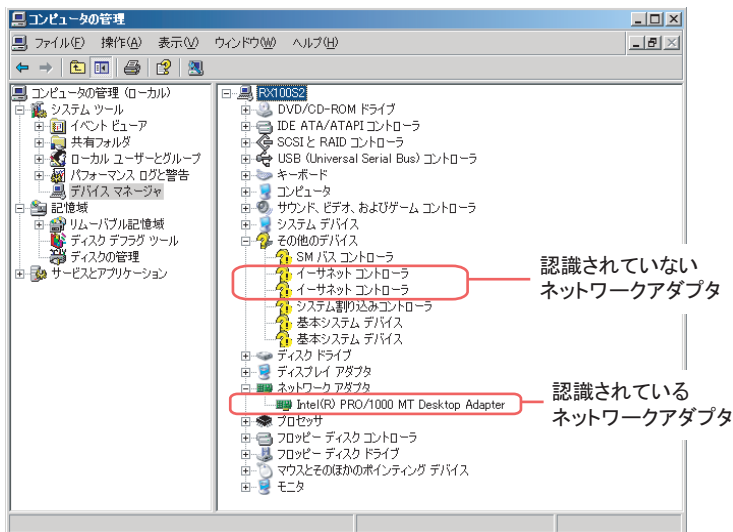 コンピュータの管理
ファイル(F) 操作(A) 表示(V) ウィンドウ(W) ヘルプ(H)
コンピュータの管理 (ローカル)
システム ツール
イベント ビューア
共有フォルダ
ローカル ユーザーとグループ
パフォーマンス ログと警告
デバイス マネージャ
記憶域
リムーバブル記憶域
ディスク デフラグ ツール
ディスクの管理
サービスとアプリケーション
RX100S2
DVD/CD-ROM ドライブ
IDE ATA/ATAPI コントローラ
SCSI と RAID コントローラ
USB (Universal Serial Bus) コントローラ
キーボード
コンピュータ
サウンド、ビデオ、およびゲーム コントローラ
システム デバイス
その他のデバイス
SM バス コントローラ
イーサネット コントローラ
イーサネット コントローラ
システム割り込みコントローラ
基本システム デバイス
基本システム デバイス
ディスク ドライブ
ディスプレイ アダプタ
ネットワーク アダプタ
Intel(R) PRO/1000 MT Desktop Adapter
プロセッサ
フロッピー ディスク コントローラ
フロッピー ディスク ドライブ
マウスとそのほかのポインティング デバイス
モニタ
認識されていない
ネットワークアダプタ
認識されている
ネットワークアダプタ